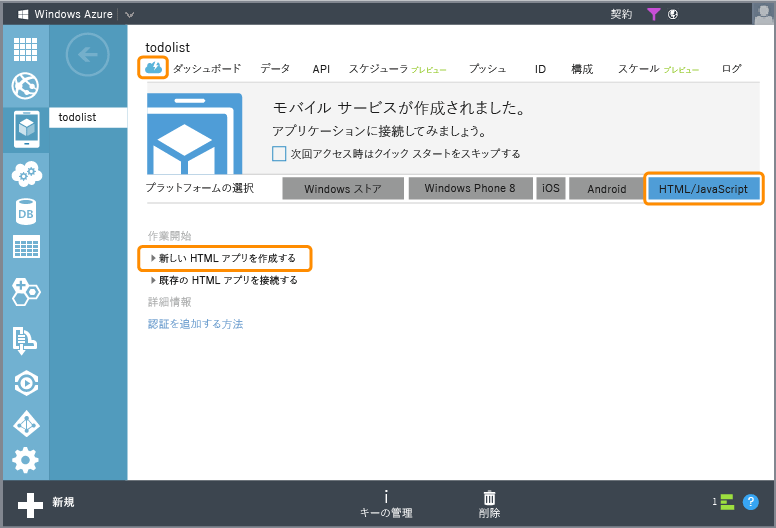 Windows Azure 契約
todolist
ダッシュボード データ API スケジューラ プレビュー プッシュ ID 構成 スケール プレビュー ログ
todolist
モバイル サービスが作成されました。
アプリケーションに接続してみましょう。
次回アクセス時はクイック スタートをスキップする
プラットフォームの選択 Windows ストア Windows Phone 8 iOS Android HTML/JavaScript
作業開始
新しい HTML アプリを作成する
既存の HTML アプリを接続する
詳細情報
認証を追加する方法
DB
新規 キーの管理 削除 1 ?